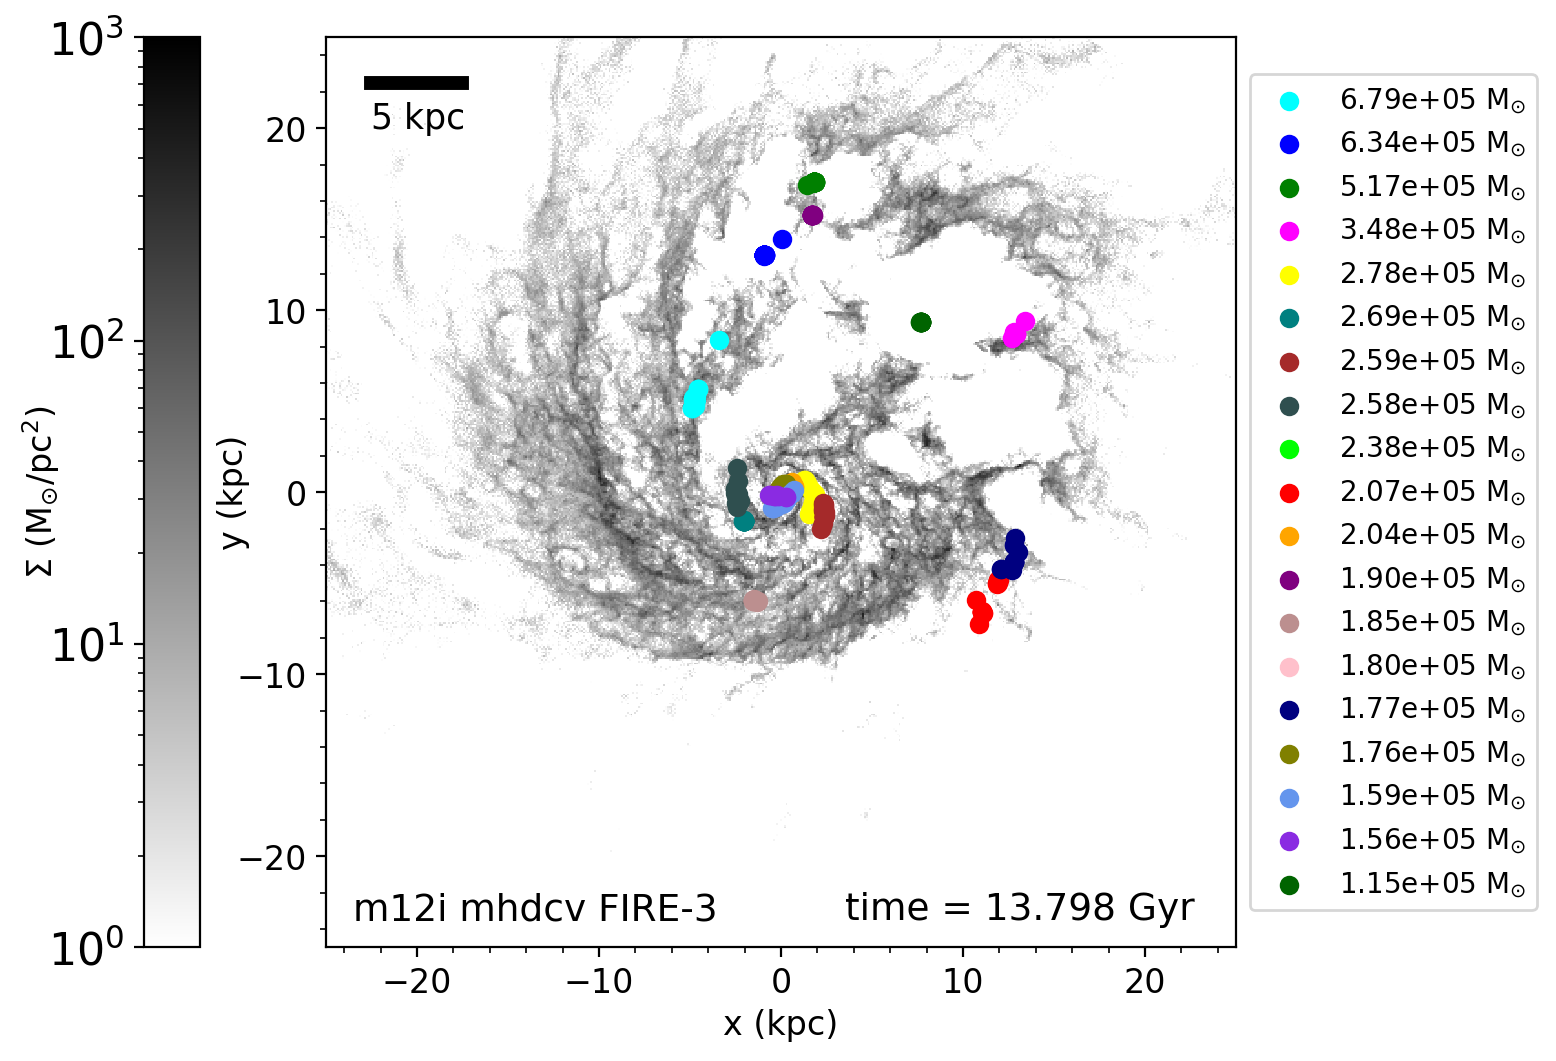 10³
10²
10¹
10⁰
Σ (M☉/pc²)
y (kpc)
20
10
0
−10
−20
5 kpc
m12i mhdcv FIRE-3
time = 13.798 Gyr
−20
−10
0
10
20
x (kpc)
6.79e+05 M☉
6.34e+05 M☉
5.17e+05 M☉
3.48e+05 M☉
2.78e+05 M☉
2.69e+05 M☉
2.59e+05 M☉
2.58e+05 M☉
2.38e+05 M☉
2.07e+05 M☉
2.04e+05 M☉
1.90e+05 M☉
1.85e+05 M☉
1.80e+05 M☉
1.77e+05 M☉
1.76e+05 M☉
1.59e+05 M☉
1.56e+05 M☉
1.15e+05 M☉